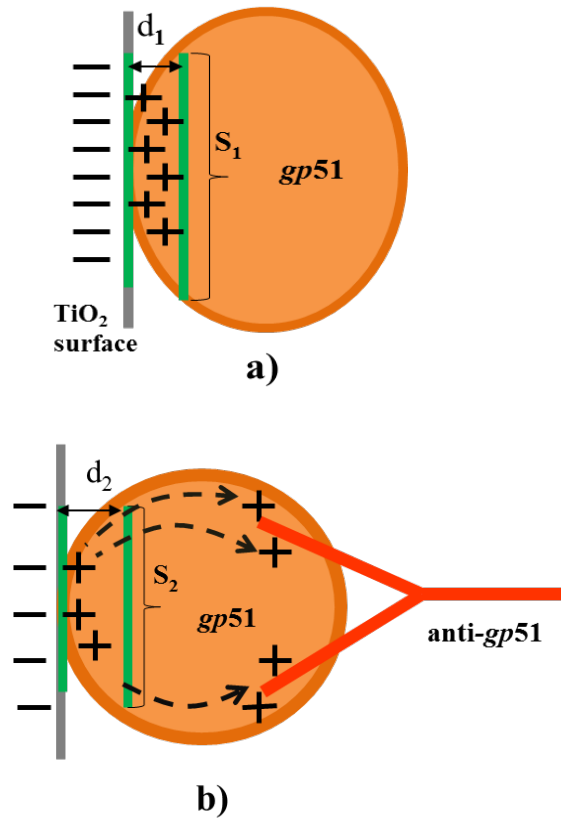 d₁
S₁
gp51
TiO₂
surface
a)
d₂
S₂
gp51
anti-gp51
b)